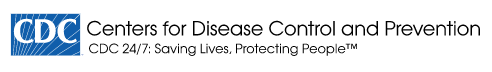 CDC Centers for Disease Control and Prevention
CDC 24/7: Saving Lives, Protecting People™